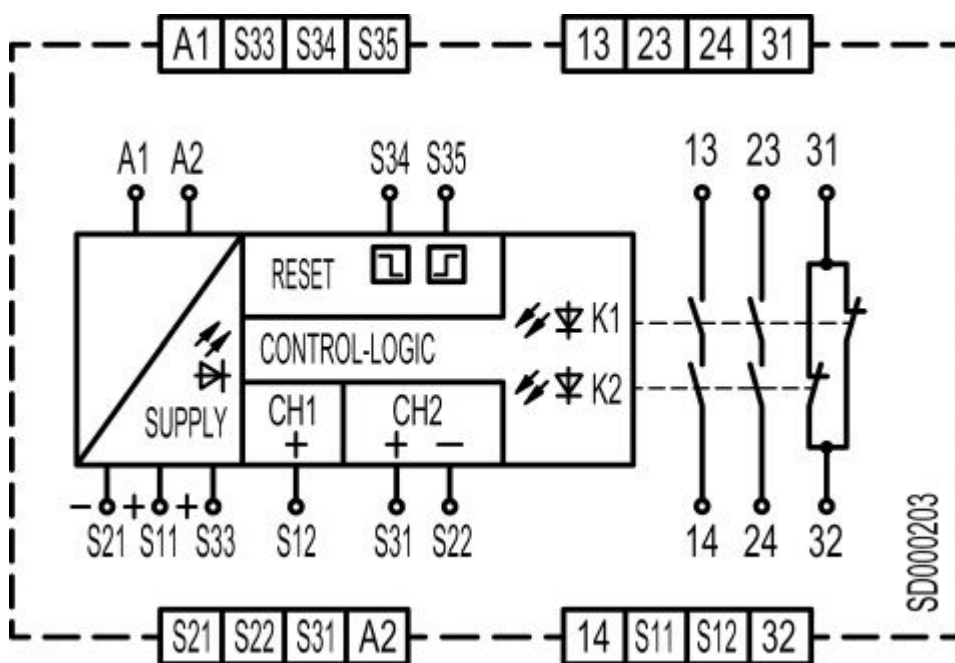 A1 S33 S34 S35 13 23 24 31
A1 A2 S34 S35 13 23 31
RESET
K1
CONTROL-LOGIC
K2
SUPPLY CH1 CH2
+ + −
− + +
S21 S11 S33 S12 S31 S22 14 24 32
SD000203
S21 S22 S31 A2 14 S11 S12 32